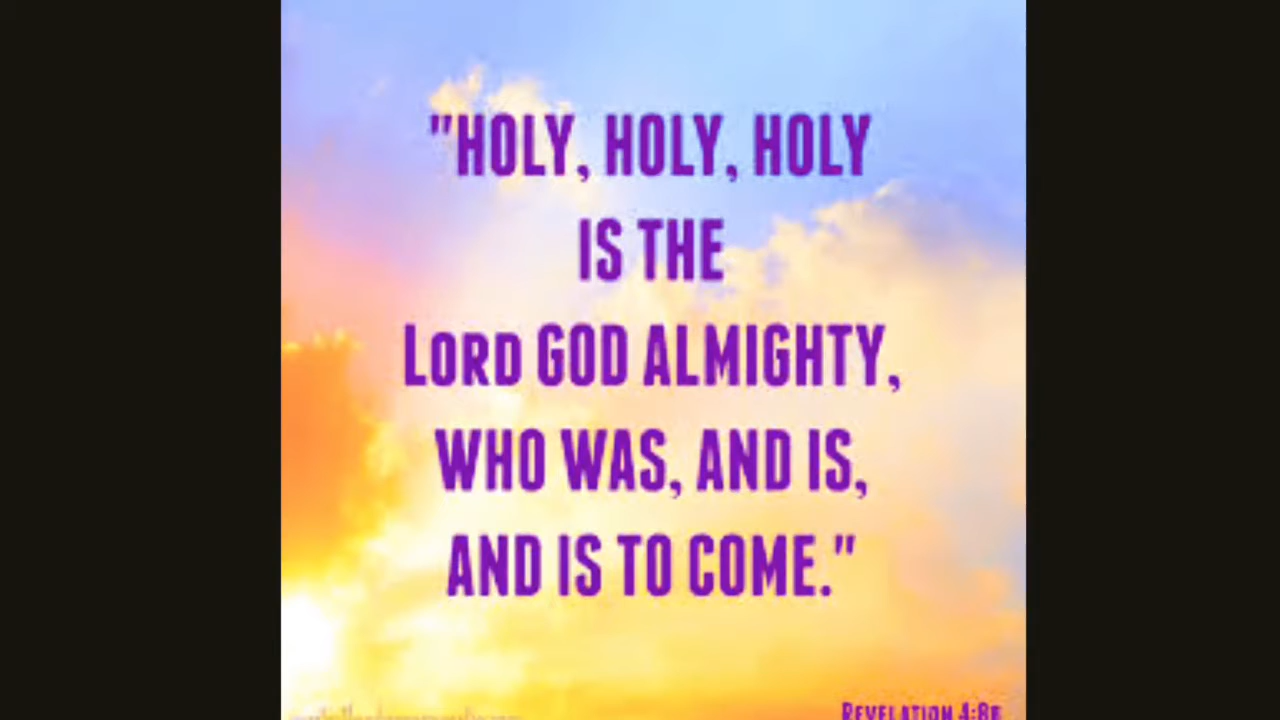 "HOLY, HOLY, HOLY
IS THE
LORD GOD ALMIGHTY,
WHO WAS, AND IS,
AND IS TO COME."
REVELATION 4:8B